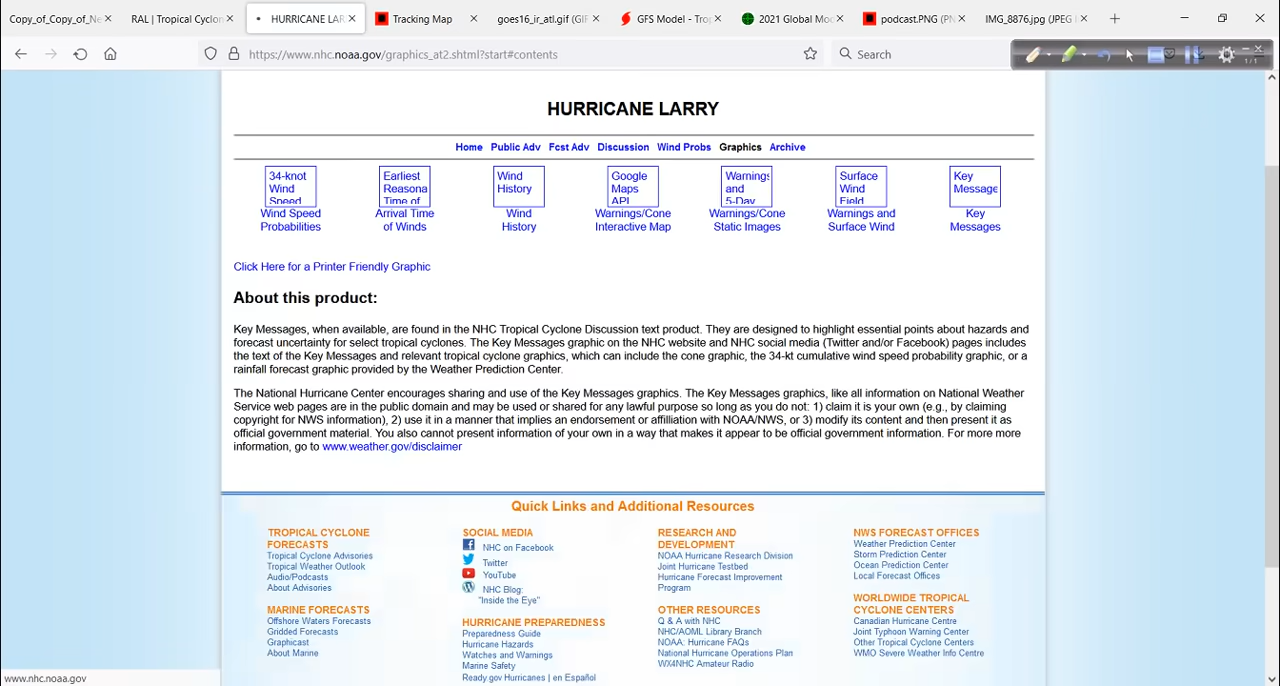 Copy_of_Copy_of_Ne
RAL | Tropical Cyclon
HURRICANE LAR
Tracking Map
goes16_ir_atl.gif (GIF
GFS Model - Trop
2021 Global Mod
podcast.PNG (PN
IMG_8876.jpg (JPEG I
https://www.nhc.noaa.gov/graphics_at2.shtml?start#contents
Search
1/1
HURRICANE LARRY
Home Public Adv Fcst Adv Discussion Wind Probs Graphics Archive
34-knot
Wind
Speed
Wind Speed
Probabilities
Earliest
Reasona
Time of
Arrival Time
of Winds
Wind
History
Wind
History
Google
Maps
API
Warnings/Cone
Interactive Map
Warnings
and
5-Day
Warnings/Cone
Static Images
Surface
Wind
Field
Warnings and
Surface Wind
Key
Message
Key
Messages
Click Here for a Printer Friendly Graphic
About this product:
Key Messages, when available, are found in the NHC Tropical Cyclone Discussion text product. They are designed to highlight essential points about hazards and
forecast uncertainty for select tropical cyclones. The Key Messages graphic on the NHC website and NHC social media (Twitter and/or Facebook) pages includes
the text of the Key Messages and relevant tropical cyclone graphics, which can include the cone graphic, the 34-kt cumulative wind speed probability graphic, or a
rainfall forecast graphic provided by the Weather Prediction Center.
The National Hurricane Center encourages sharing and use of the Key Messages graphics. The Key Messages graphics, like all information on National Weather
Service web pages are in the public domain and may be used or shared for any lawful purpose so long as you do not: 1) claim it is your own (e.g., by claiming
copyright for NWS information), 2) use it in a manner that implies an endorsement or affilliation with NOAA/NWS, or 3) modify its content and then present it as
official government material. You also cannot present information of your own in a way that makes it appear to be official government information. For more more
information, go to www.weather.gov/disclaimer
Quick Links and Additional Resources
TROPICAL CYCLONE
FORECASTS
Tropical Cyclone Advisories
Tropical Weather Outlook
Audio/Podcasts
About Advisories
MARINE FORECASTS
Offshore Waters Forecasts
Gridded Forecasts
Graphicast
About Marine
SOCIAL MEDIA
NHC on Facebook
Twitter
YouTube
NHC Blog:
"Inside the Eye"
HURRICANE PREPAREDNESS
Preparedness Guide
Hurricane Hazards
Watches and Warnings
Marine Safety
Ready.gov Hurricanes | en Español
RESEARCH AND
DEVELOPMENT
NOAA Hurricane Research Division
Joint Hurricane Testbed
Hurricane Forecast Improvement
Program
OTHER RESOURCES
Q & A with NHC
NHC/AOML Library Branch
NOAA: Hurricane FAQs
National Hurricane Operations Plan
WX4NHC Amateur Radio
NWS FORECAST OFFICES
Weather Prediction Center
Storm Prediction Center
Ocean Prediction Center
Local Forecast Offices
WORLDWIDE TROPICAL
CYCLONE CENTERS
Canadian Hurricane Centre
Joint Typhoon Warning Center
Other Tropical Cyclone Centers
WMO Severe Weather Info Centre
www.nhc.noaa.gov